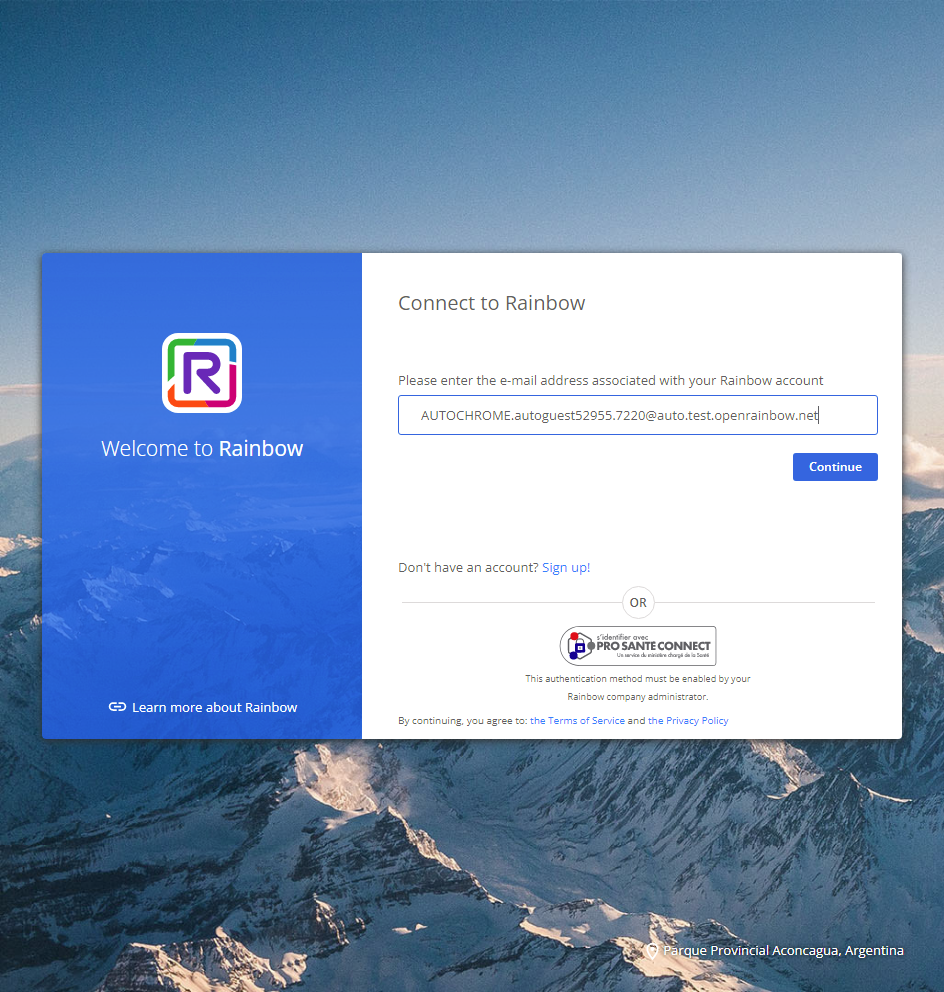 R
Welcome to Rainbow
Learn more about Rainbow
Connect to Rainbow
Please enter the e-mail address associated with your Rainbow account
AUTOCHROME.autoguest52955.7220@auto.test.openrainbow.net
Continue
Don't have an account? Sign up!
OR
s'identifier avec
PRO SANTE CONNECT
Un service du ministère chargé de la Santé
This authentication method must be enabled by your
Rainbow company administrator.
By continuing, you agree to: the Terms of Service and the Privacy Policy
Parque Provincial Aconcagua, Argentina